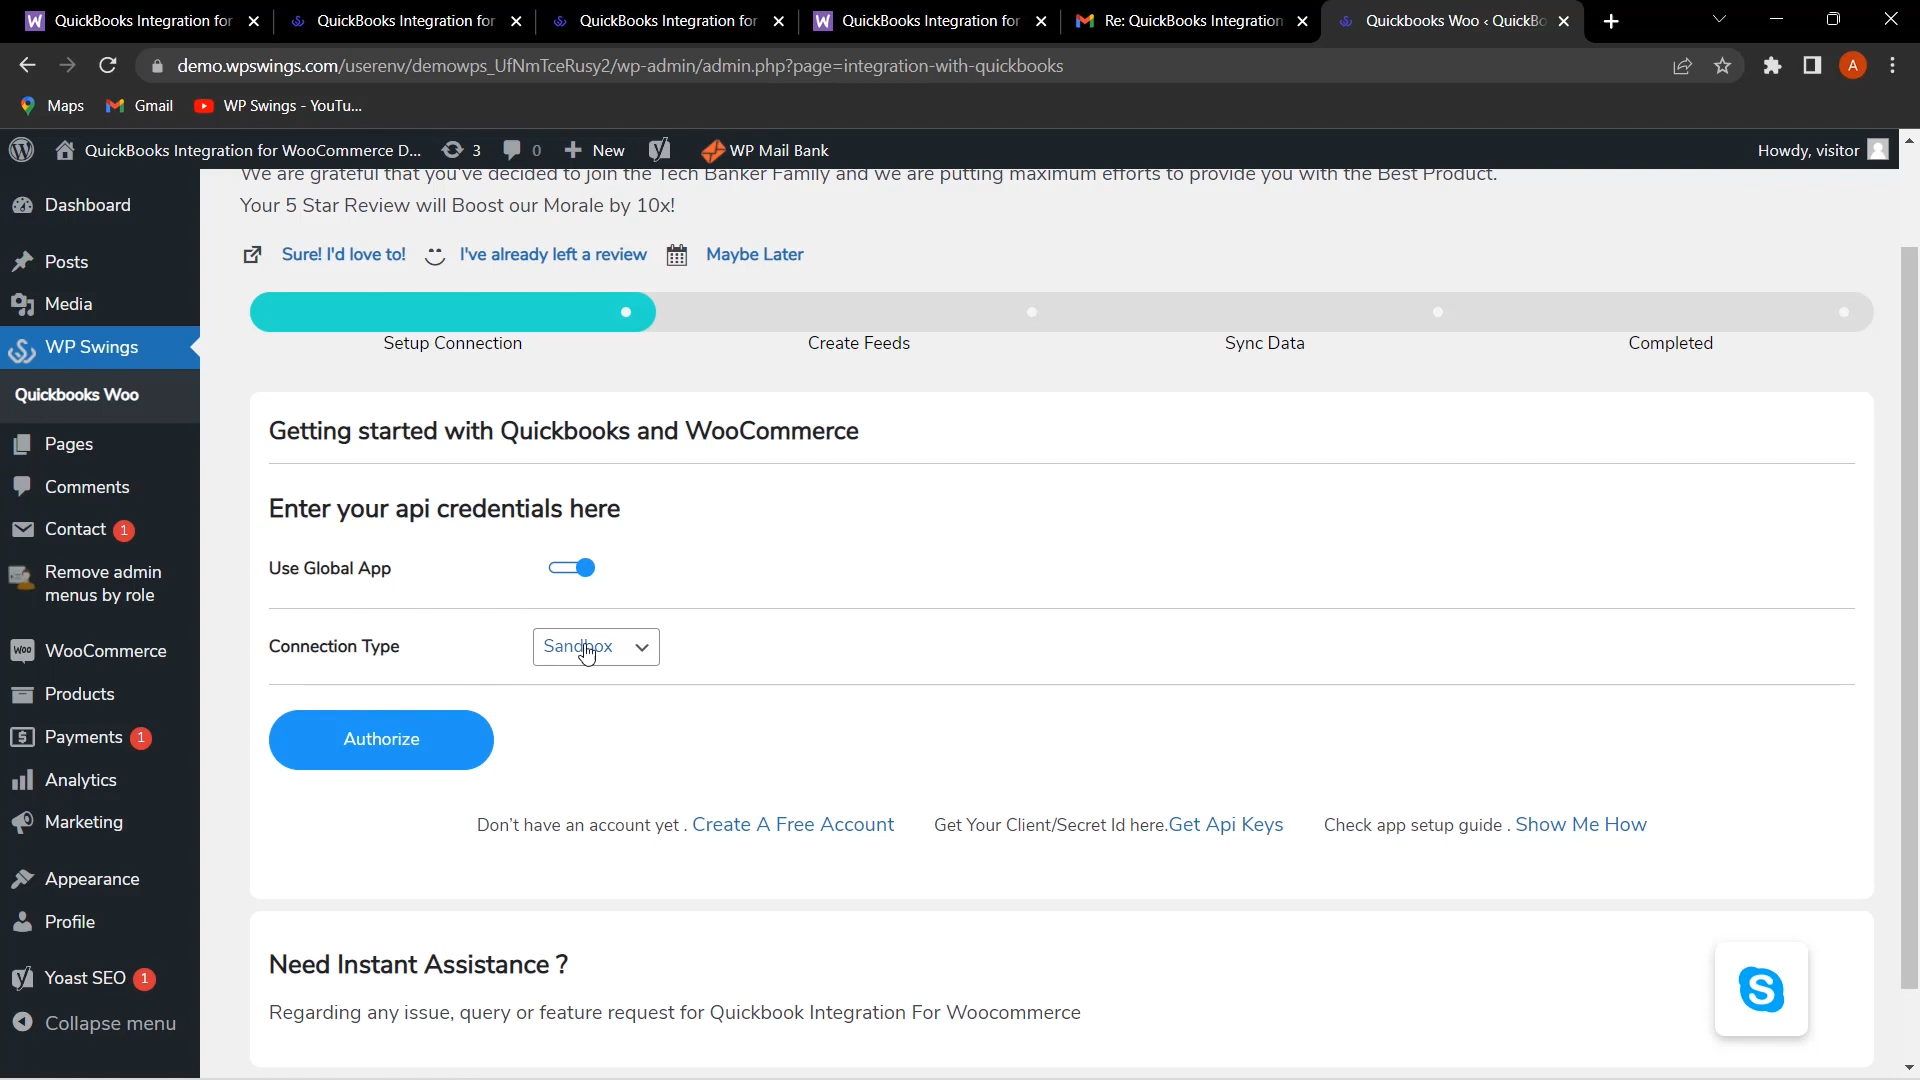 QuickBooks Integration for
QuickBooks Integration for
QuickBooks Integration for
QuickBooks Integration for
Re: QuickBooks Integration
Quickbooks Woo ‹ QuickBo
demo.wpswings.com/userenv/demowps_UfNmTceRusy2/wp-admin/admin.php?page=integration-with-quickbooks
A
Maps
Gmail
WP Swings - YouTu...
QuickBooks Integration for WooCommerce D...
3
0
New
WP Mail Bank
Howdy, visitor
We are grateful that you've decided to join the Tech Banker Family and we are putting maximum efforts to provide you with the Best Product.
Your 5 Star Review will Boost our Morale by 10x!
Sure! I'd love to!
I've already left a review
Maybe Later
Setup Connection
Create Feeds
Sync Data
Completed
Dashboard
Posts
Media
WP Swings
Quickbooks Woo
Pages
Comments
Contact 1
Remove admin
menus by role
WooCommerce
Products
Payments 1
Analytics
Marketing
Appearance
Profile
Yoast SEO 1
Collapse menu
Getting started with Quickbooks and WooCommerce
Enter your api credentials here
Use Global App
Connection Type
Sandbox
Authorize
Don't have an account yet . Create A Free Account
Get Your Client/Secret Id here.Get Api Keys
Check app setup guide . Show Me How
Need Instant Assistance ?
Regarding any issue, query or feature request for Quickbook Integration For Woocommerce